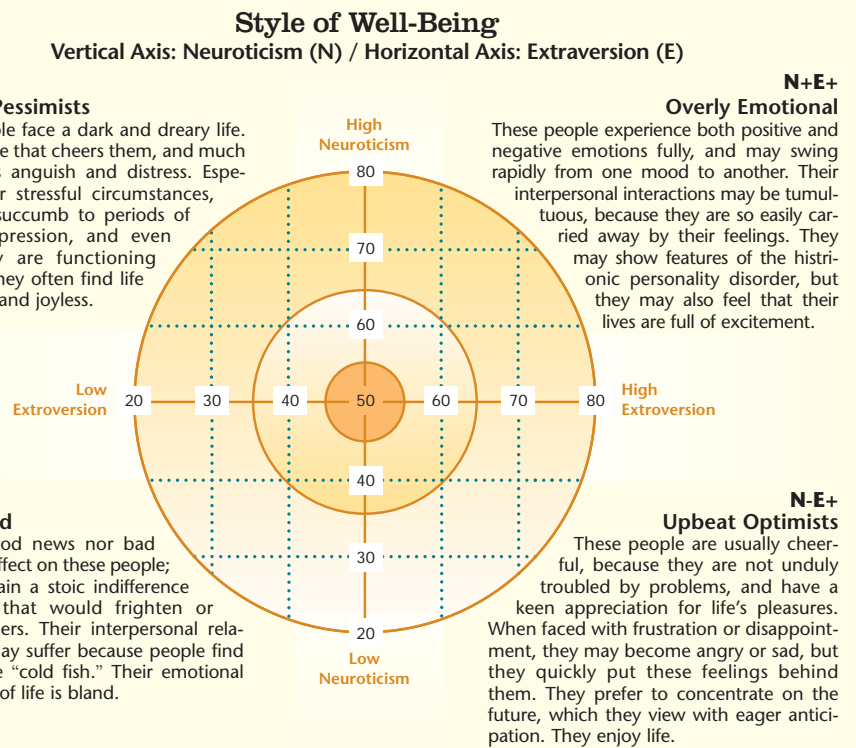 Style of Well-Being
Vertical Axis: Neuroticism (N) / Horizontal Axis: Extraversion (E)
Pessimists
le face a dark and dreary life.
e that cheers them, and much
s anguish and distress. Espe-
r stressful circumstances,
succumb to periods of
pression, and even
y are functioning
hey often find life
and joyless.
N+E+
Overly Emotional
These people experience both positive and
negative emotions fully, and may swing
rapidly from one mood to another. Their
interpersonal interactions may be tumul-
tuous, because they are so easily car-
ried away by their feelings. They
may show features of the histri-
onic personality disorder, but
they may also feel that their
lives are full of excitement.
High
Neuroticism
80
70
60
Low
Extroversion
20 30 40 50 60 70 80
High
Extroversion
40
30
20
Low
Neuroticism
d
od news nor bad
ffect on these people;
ain a stoic indifference
that would frighten or
ers. Their interpersonal rela-
ay suffer because people find
e “cold fish.” Their emotional
of life is bland.
N-E+
Upbeat Optimists
These people are usually cheer-
ful, because they are not unduly
troubled by problems, and have a
keen appreciation for life’s pleasures.
When faced with frustration or disappoint-
ment, they may become angry or sad, but
they quickly put these feelings behind
them. They prefer to concentrate on the
future, which they view with eager antici-
pation. They enjoy life.